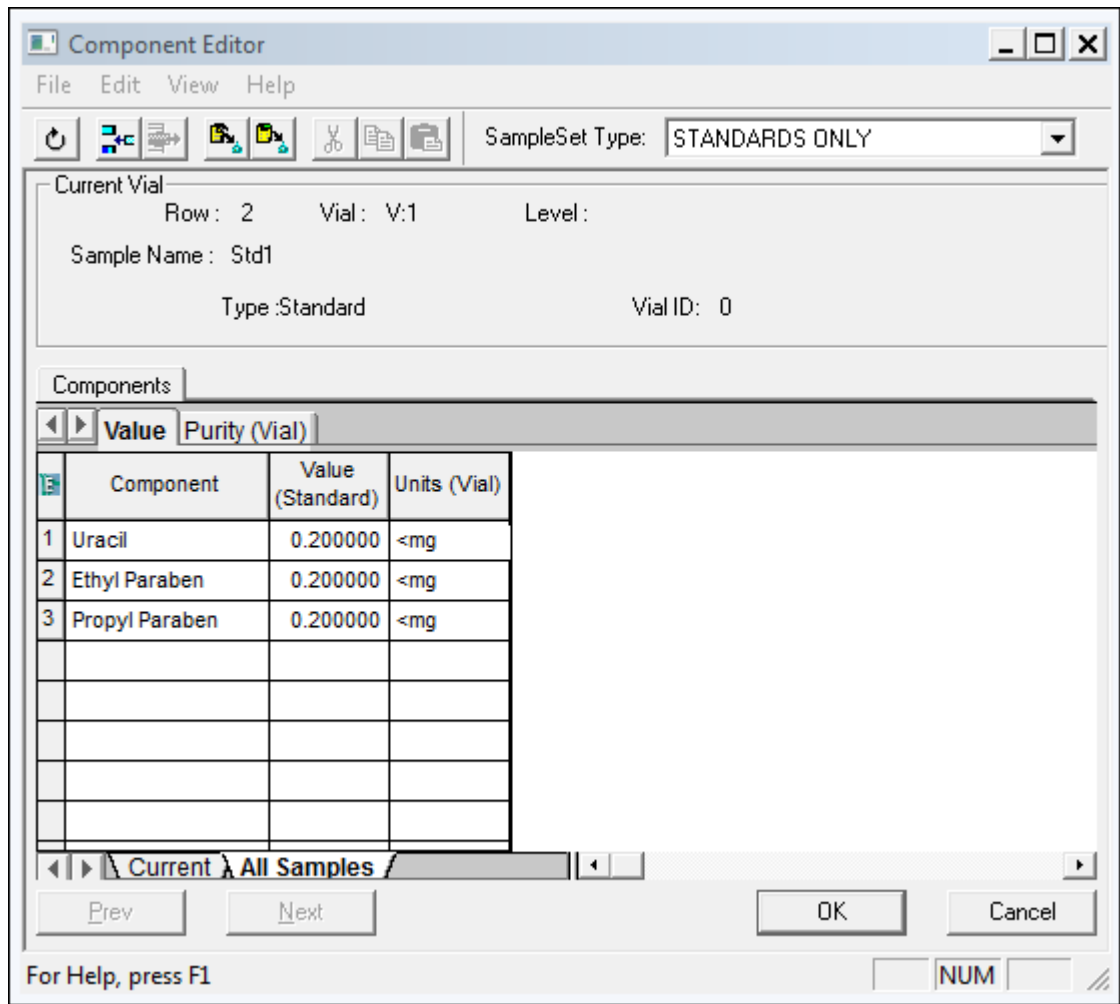 Component Editor
File Edit View Help
SampleSet Type: STANDARDS ONLY
Current Vial
Row : 2 Vial : V:1 Level :
Sample Name : Std1
Type :Standard Vial ID: 0
Components
Value Purity (Vial)
Component Value (Standard) Units (Vial)
1 Uracil 0.200000 <mg
2 Ethyl Paraben 0.200000 <mg
3 Propyl Paraben 0.200000 <mg
Current All Samples
Prev Next OK Cancel
For Help, press F1 NUM